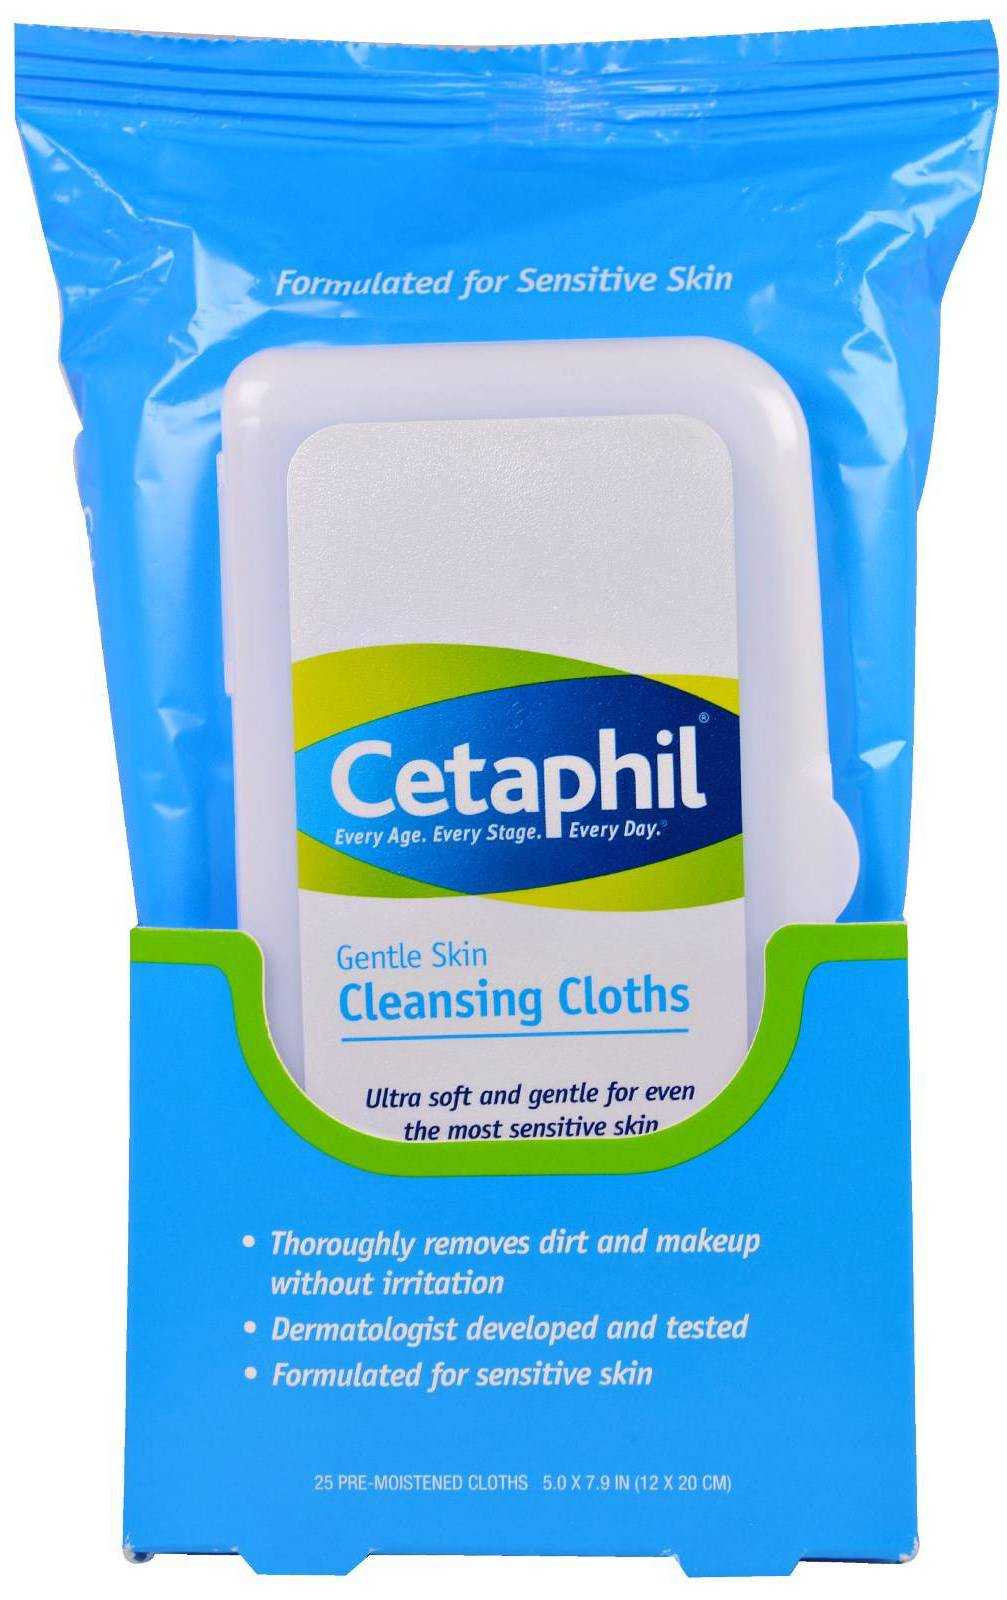 Formulated for Sensitive Skin
Cetaphil®
Every Age. Every Stage. Every Day.®
Gentle Skin
Cleansing Cloths
Ultra soft and gentle for even
the most sensitive skin
• Thoroughly removes dirt and makeup
without irritation
• Dermatologist developed and tested
• Formulated for sensitive skin
25 PRE-MOISTENED CLOTHS 5.0 X 7.9 IN (12 X 20 CM)